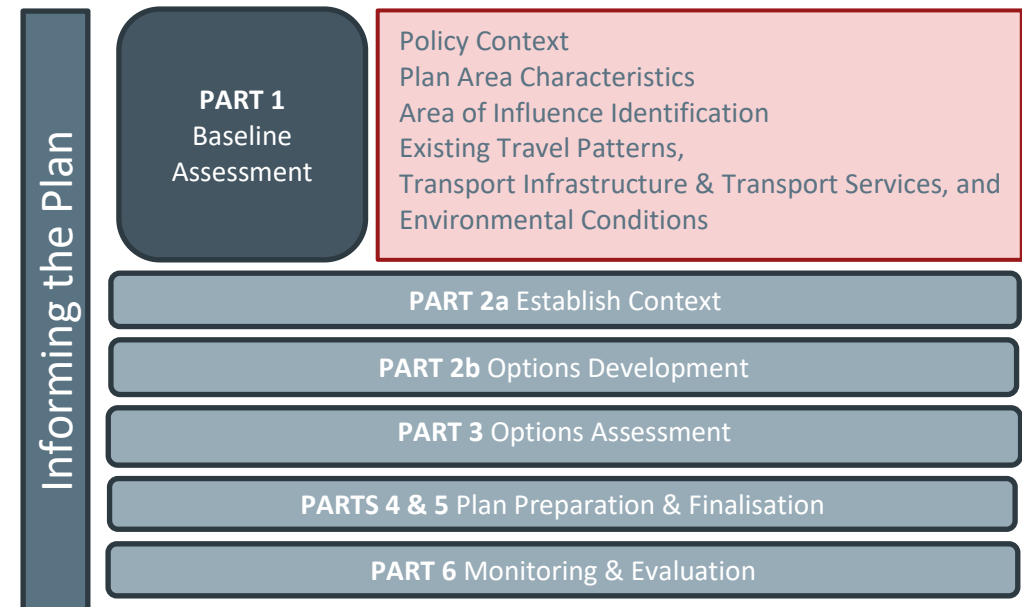 Informing the Plan
PART 1
Baseline
Assessment
Policy Context
Plan Area Characteristics
Area of Influence Identification
Existing Travel Patterns,
Transport Infrastructure & Transport Services, and
Environmental Conditions
PART 2a Establish Context
PART 2b Options Development
PART 3 Options Assessment
PARTS 4 & 5 Plan Preparation & Finalisation
PART 6 Monitoring & Evaluation